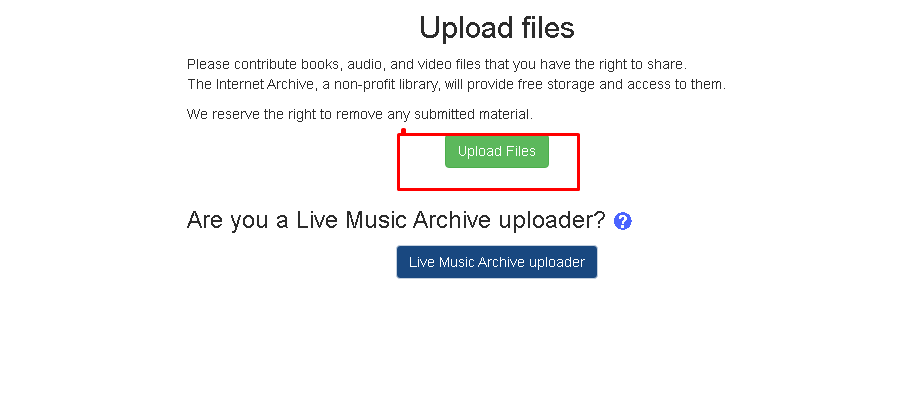 Upload files
Please contribute books, audio, and video files that you have the right to share.
The Internet Archive, a non-profit library, will provide free storage and access to them.
We reserve the right to remove any submitted material.
Upload Files
Are you a Live Music Archive uploader? ?
Live Music Archive uploader